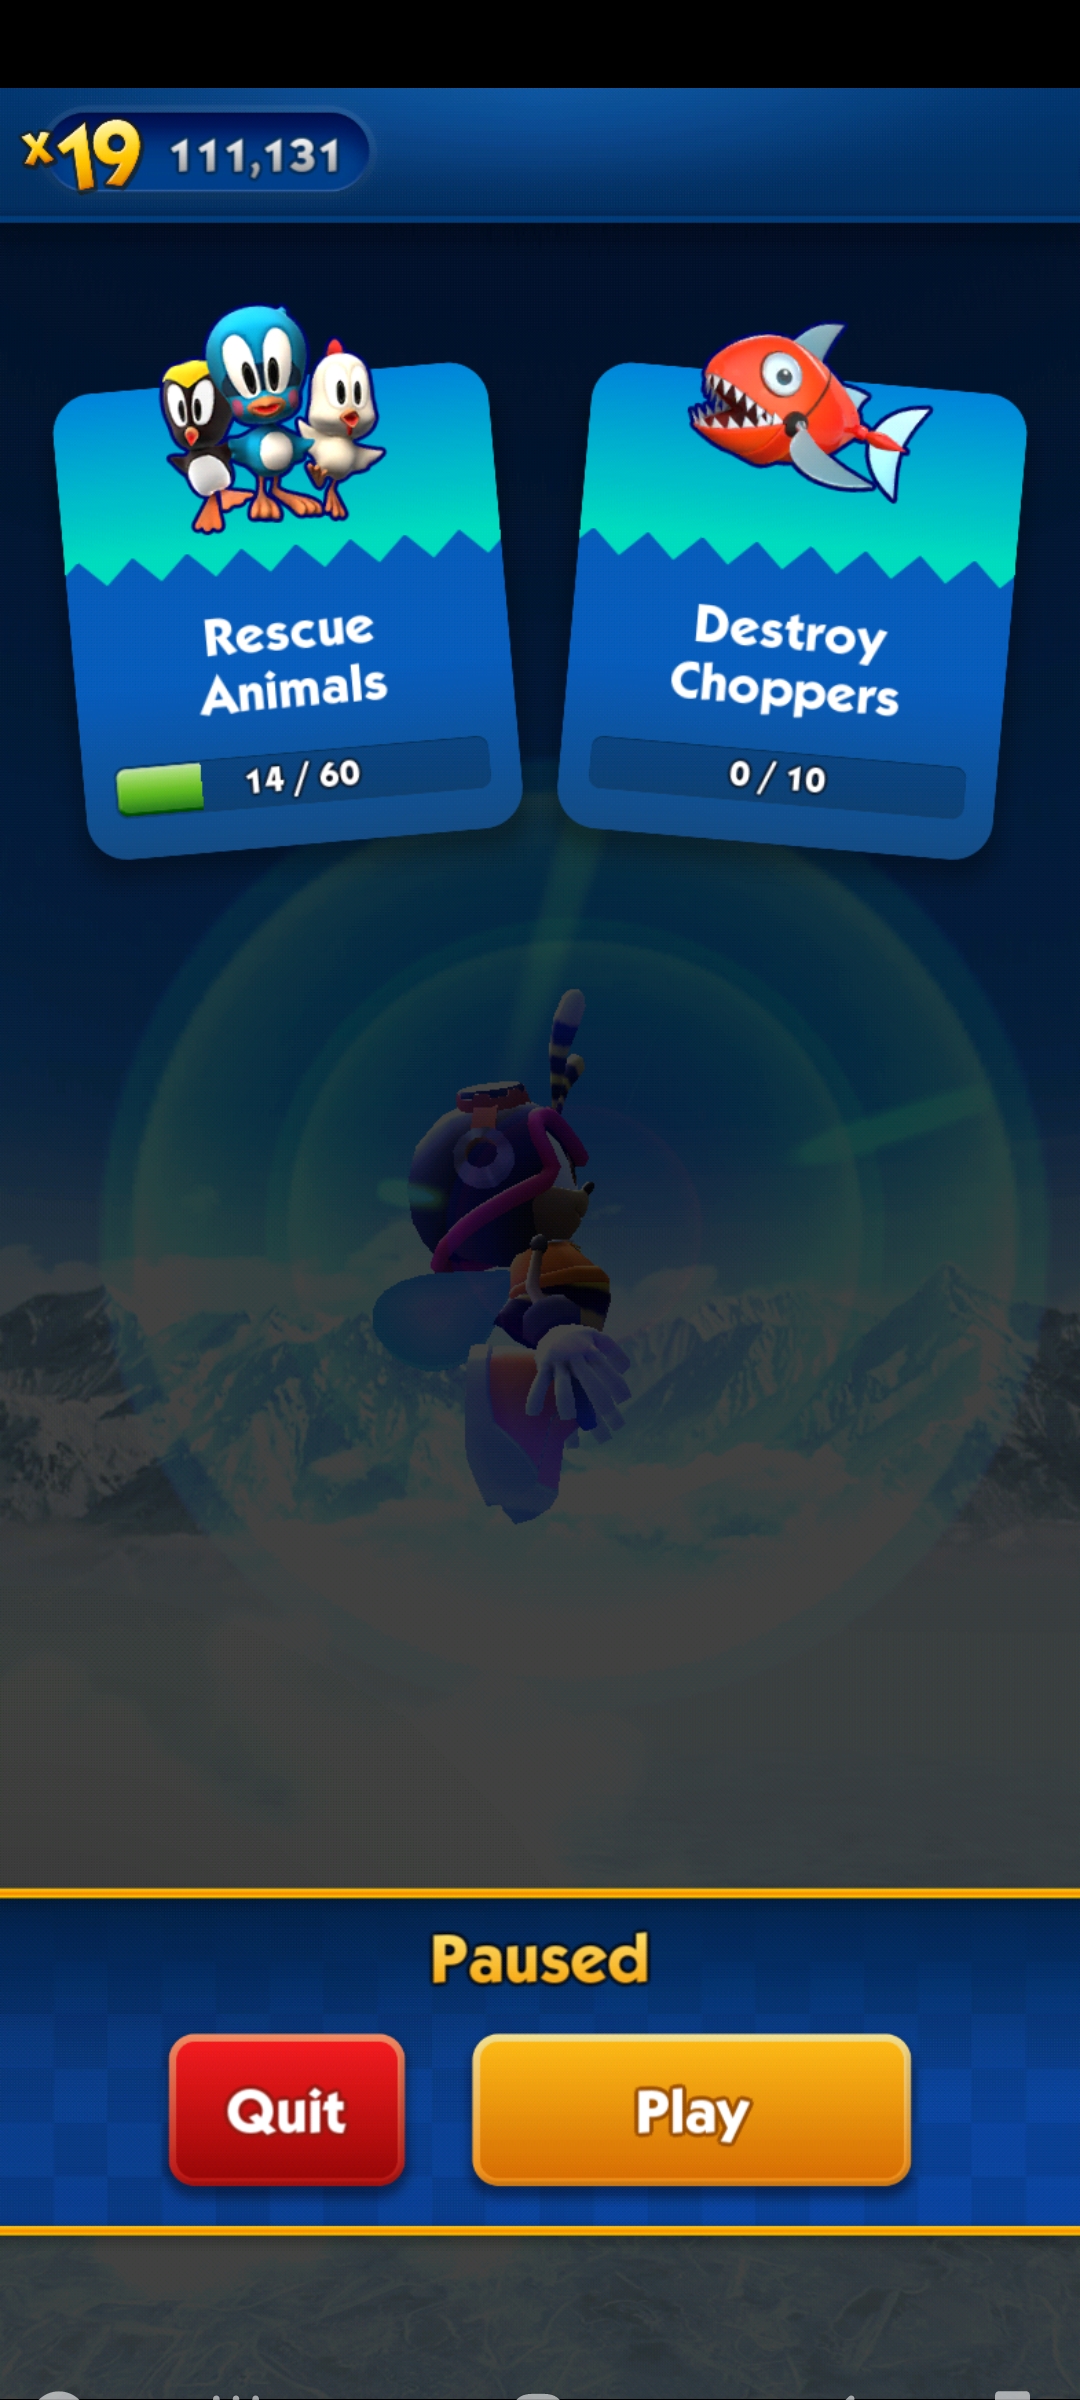 x19 111,131
Rescue
Animals
14 / 60
Destroy
Choppers
0 / 10
Paused
Quit
Play